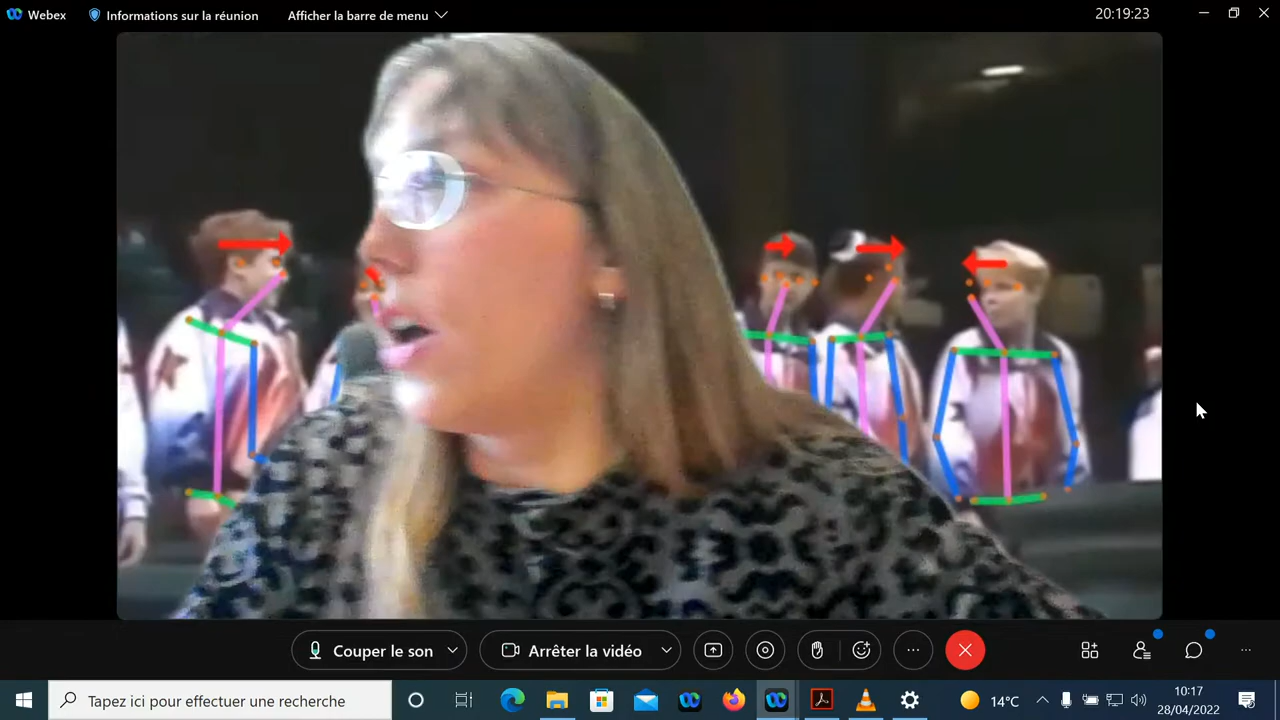 Webex
Informations sur la réunion
Afficher la barre de menu
20:19:23
Couper le son
Arrêter la vidéo
Tapez ici pour effectuer une recherche
14°C
10:17
28/04/2022